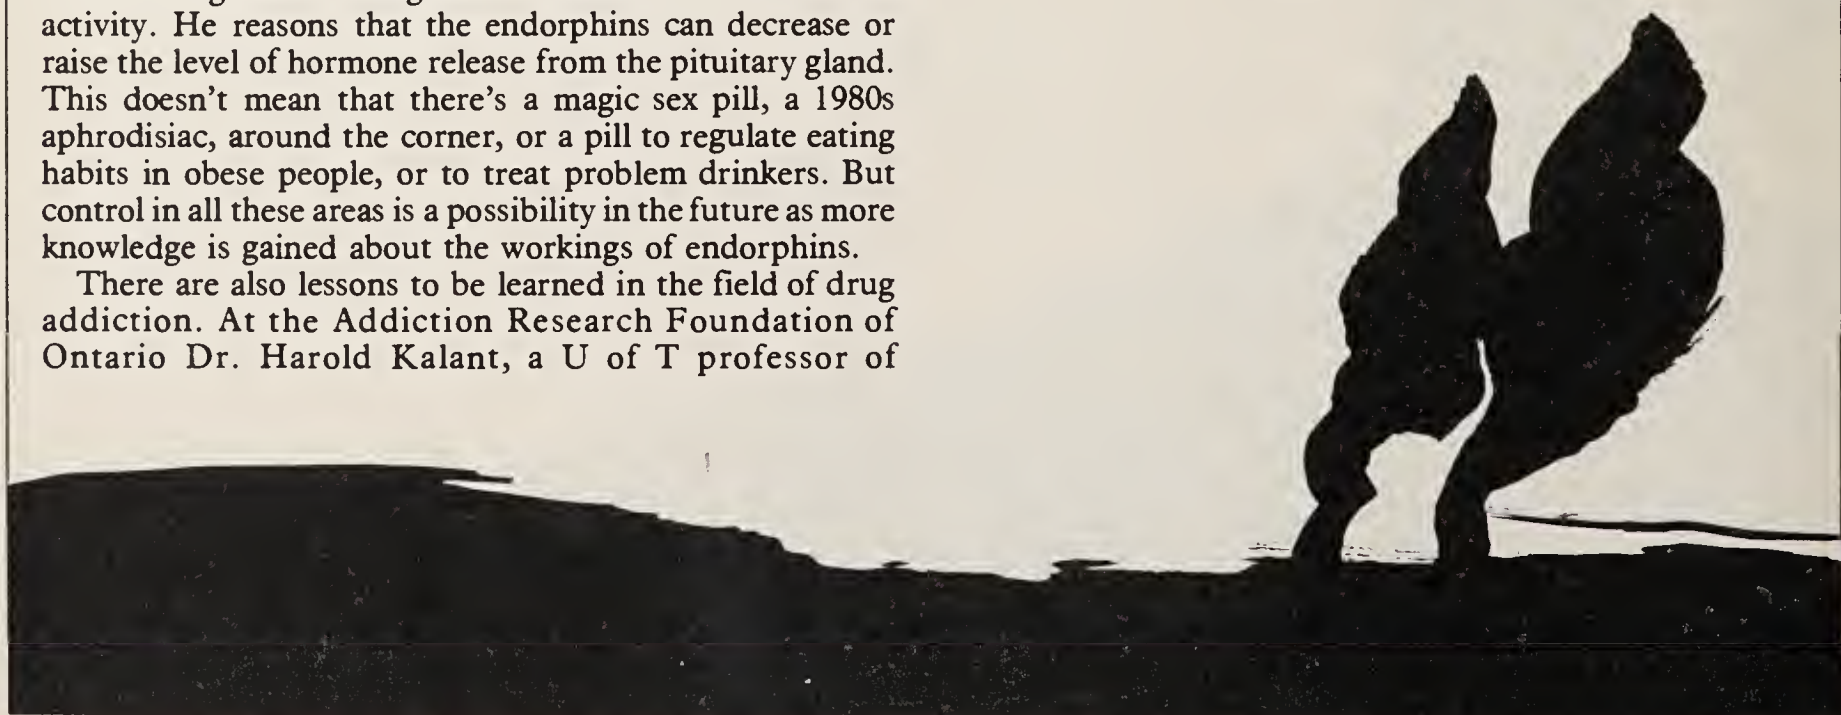 activity. He reasons that the endorphins can decrease or
raise the level of hormone release from the pituitary gland.
This doesn't mean that there's a magic sex pill, a 1980s
aphrodisiac, around the corner, or a pill to regulate eating
habits in obese people, or to treat problem drinkers. But
control in all these areas is a possibility in the future as more
knowledge is gained about the workings of endorphins.
There are also lessons to be learned in the field of drug
addiction. At the Addiction Research Foundation of
Ontario Dr. Harold Kalant, a U of T professor of